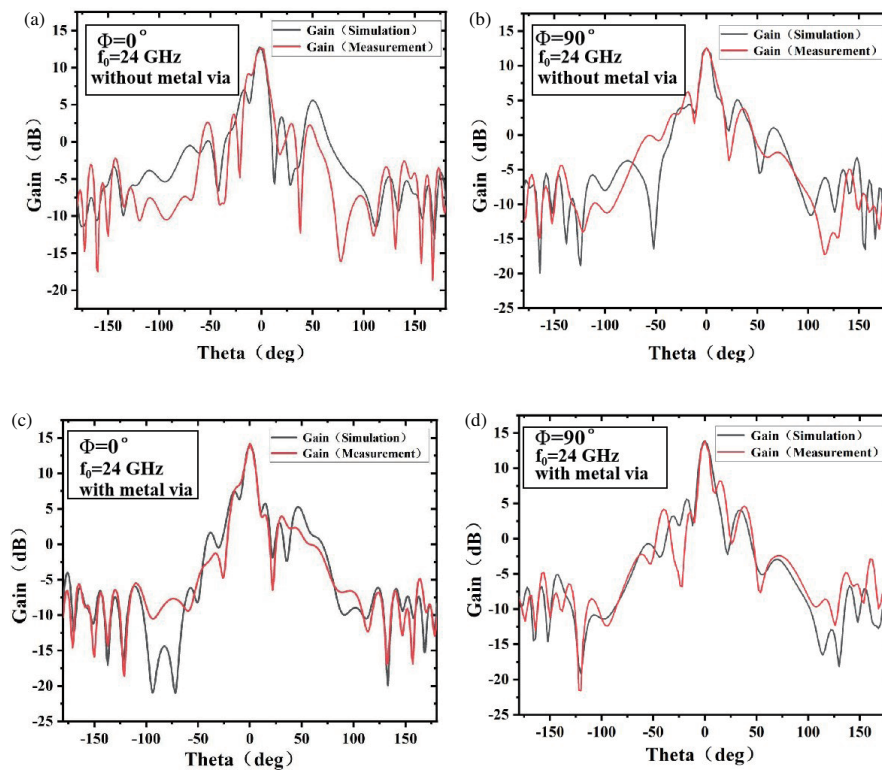 (a)
Φ=0°
f₀=24 GHz
without metal via
Gain（Simulation）
Gain（Measurement）
15
10
5
0
-5
-10
-15
-20
Gain（dB）
-150 -100 -50 0 50 100 150
Theta（deg）
(b)
Φ=90°
f₀=24 GHz
without metal via
Gain（Simulation）
Gain（Measurement）
15
10
5
0
-5
-10
-15
-20
-25
Gain（dB）
-150 -100 -50 0 50 100 150
Theta（deg）
(c)
Φ=0°
f₀=24 GHz
with metal via
Gain（Simulation）
Gain（Measurement）
15
10
5
0
-5
-10
-15
-20
-25
Gain（dB）
-150 -100 -50 0 50 100 150
Theta（deg）
(d)
Φ=90°
f₀=24 GHz
with metal via
Gain（Simulation）
Gain（Measurement）
15
10
5
0
-5
-10
-15
-20
-25
Gain（dB）
-150 -100 -50 0 50 100 150
Theta（deg）